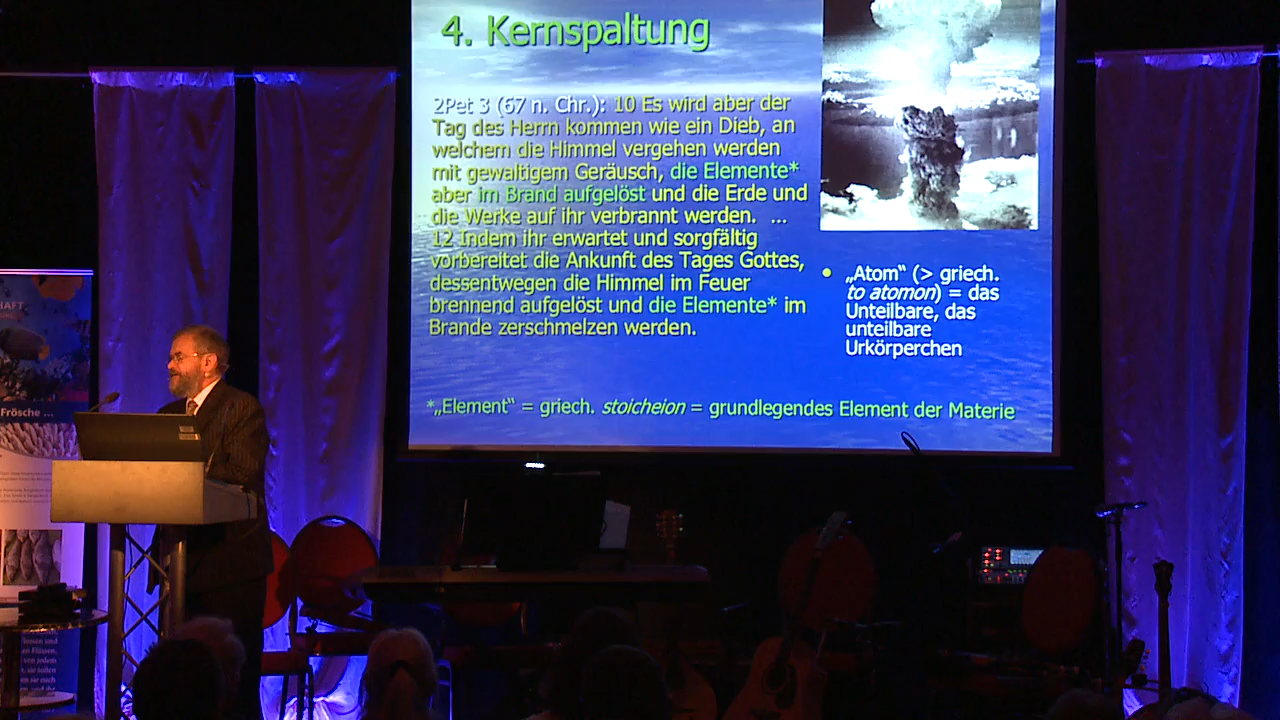 4. Kernspaltung
2Pet 3 (67 n. Chr.): 10 Es wird aber der
Tag des Herrn kommen wie ein Dieb, an
welchem die Himmel vergehen werden
mit gewaltigem Geräusch, die Elemente*
aber im Brand aufgelöst und die Erde und
die Werke auf ihr verbrannt werden. ...
12 Indem ihr erwartet und sorgfältig
vorbereitet die Ankunft des Tages Gottes,
dessentwegen die Himmel im Feuer
brennend aufgelöst und die Elemente* im
Brande zerschmelzen werden.
• „Atom“ (> griech.
to atomon) = das
Unteilbare, das
unteilbare
Urkörperchen
*„Element“ = griech. stoicheion = grundlegendes Element der Materie
Frösche ...